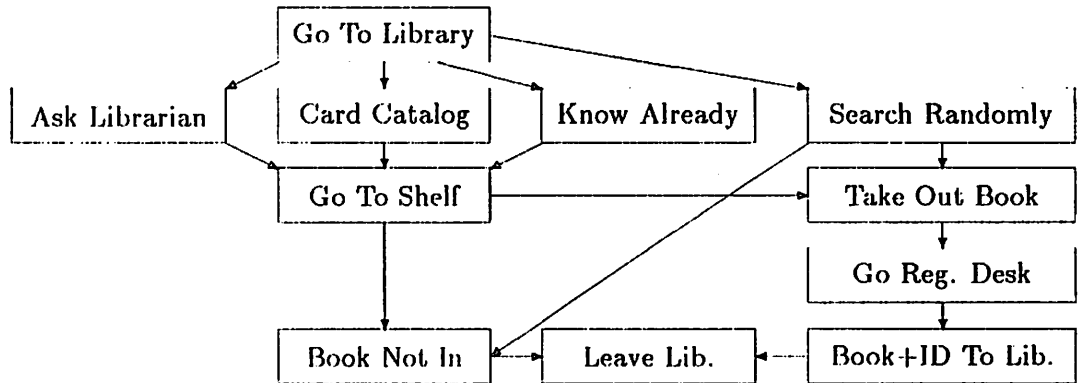 Go To Library
Ask Librarian
Card Catalog
Know Already
Search Randomly
Go To Shelf
Take Out Book
Go Reg. Desk
Book Not In
Leave Lib.
Book+ID To Lib.